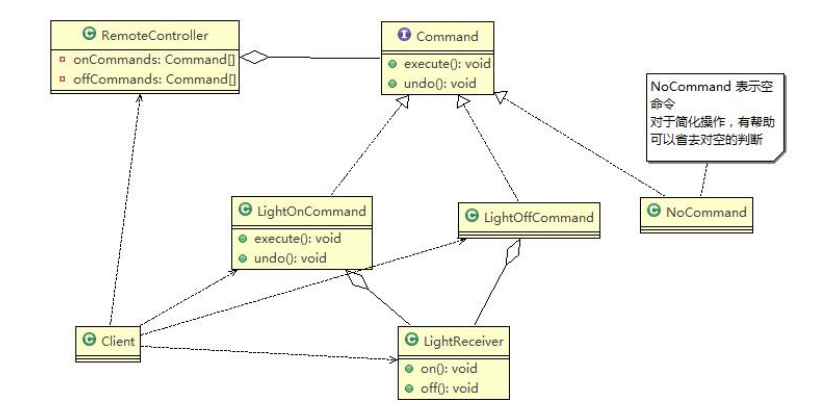 RemoteController
onCommands: Command[]
offCommands: Command[]
Command
execute(): void
undo(): void
NoCommand 表示空
命令
对于简化操作，有帮助
可以省去对空的判断
LightOnCommand
execute(): void
undo(): void
LightOffCommand
NoCommand
Client
LightReceiver
on(): void
off(): void